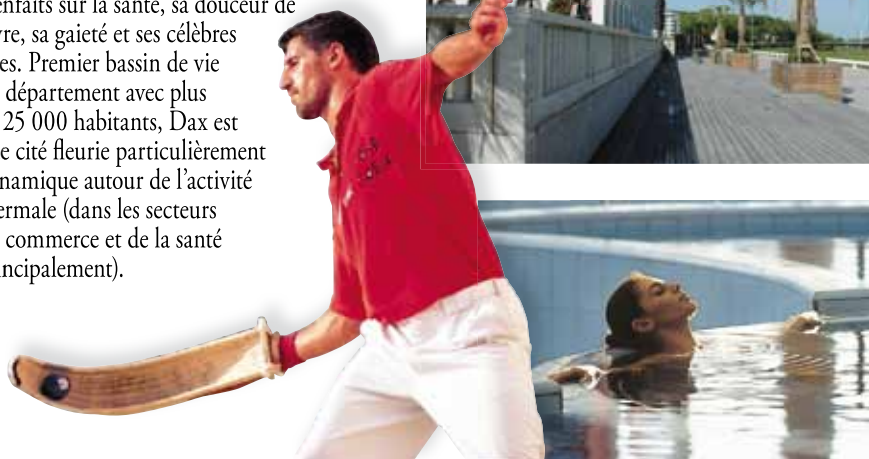 enfaits sur la santé, sa douceur de
vre, sa gaieté et ses célèbres
es. Premier bassin de vie
département avec plus
25 000 habitants, Dax est
e cité fleurie particulièrement
namique autour de l'activité
ermale (dans les secteurs
commerce et de la santé
incipalement).